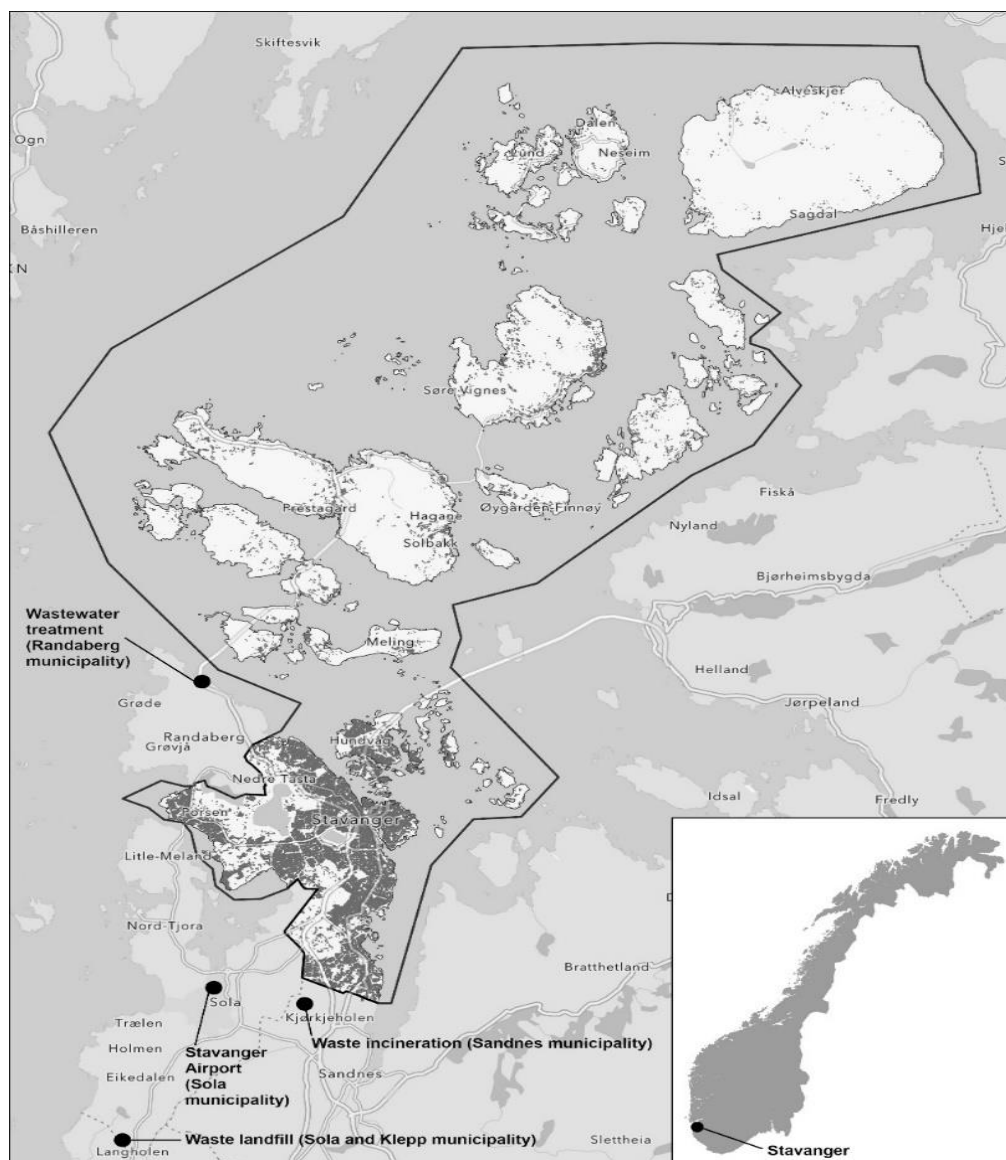 Skiftesvik
Alveskjer
Ogn
Dalen
Lund
Neseim
Sagdal
Båshilleren
Hjel
KN
Søre Vignes
Fiskå
Prestagard
Hagane
Øygarden-Finnøy
Nyland
Solbakk
Bjørheimsbygda
Wastewater
treatment
(Randaberg
municipality)
Meling
Helland
Grøde
Jørpeland
Randaberg
Hundvåg
Grøvjå
Nedre Tasta
Idsal
Fredly
Porsen
Stavanger
Litle-Meland
Nord-Tjora
Bratthetland
Sola
Kjørkjeholen
Trælen
Waste incineration (Sandnes municipality)
Holmen
Stavanger
Airport
(Sola
municipality)
Eikedalen
Sandnes
Waste landfill (Sola and Klepp municipality)
Langholen
Slettheia
Stavanger